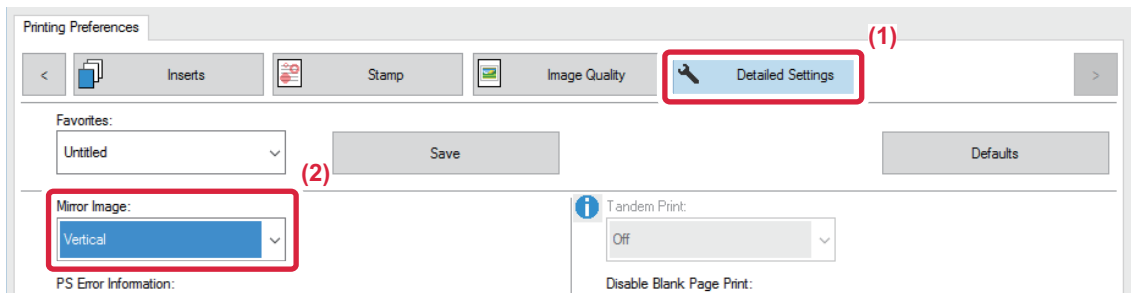 Printing Preferences
(1)
< Inserts Stamp Image Quality Detailed Settings >
Favorites:
Untitled Save Defaults
(2)
Mirror Image: Tandem Print:
Vertical Off
PS Error Information: Disable Blank Page Print: